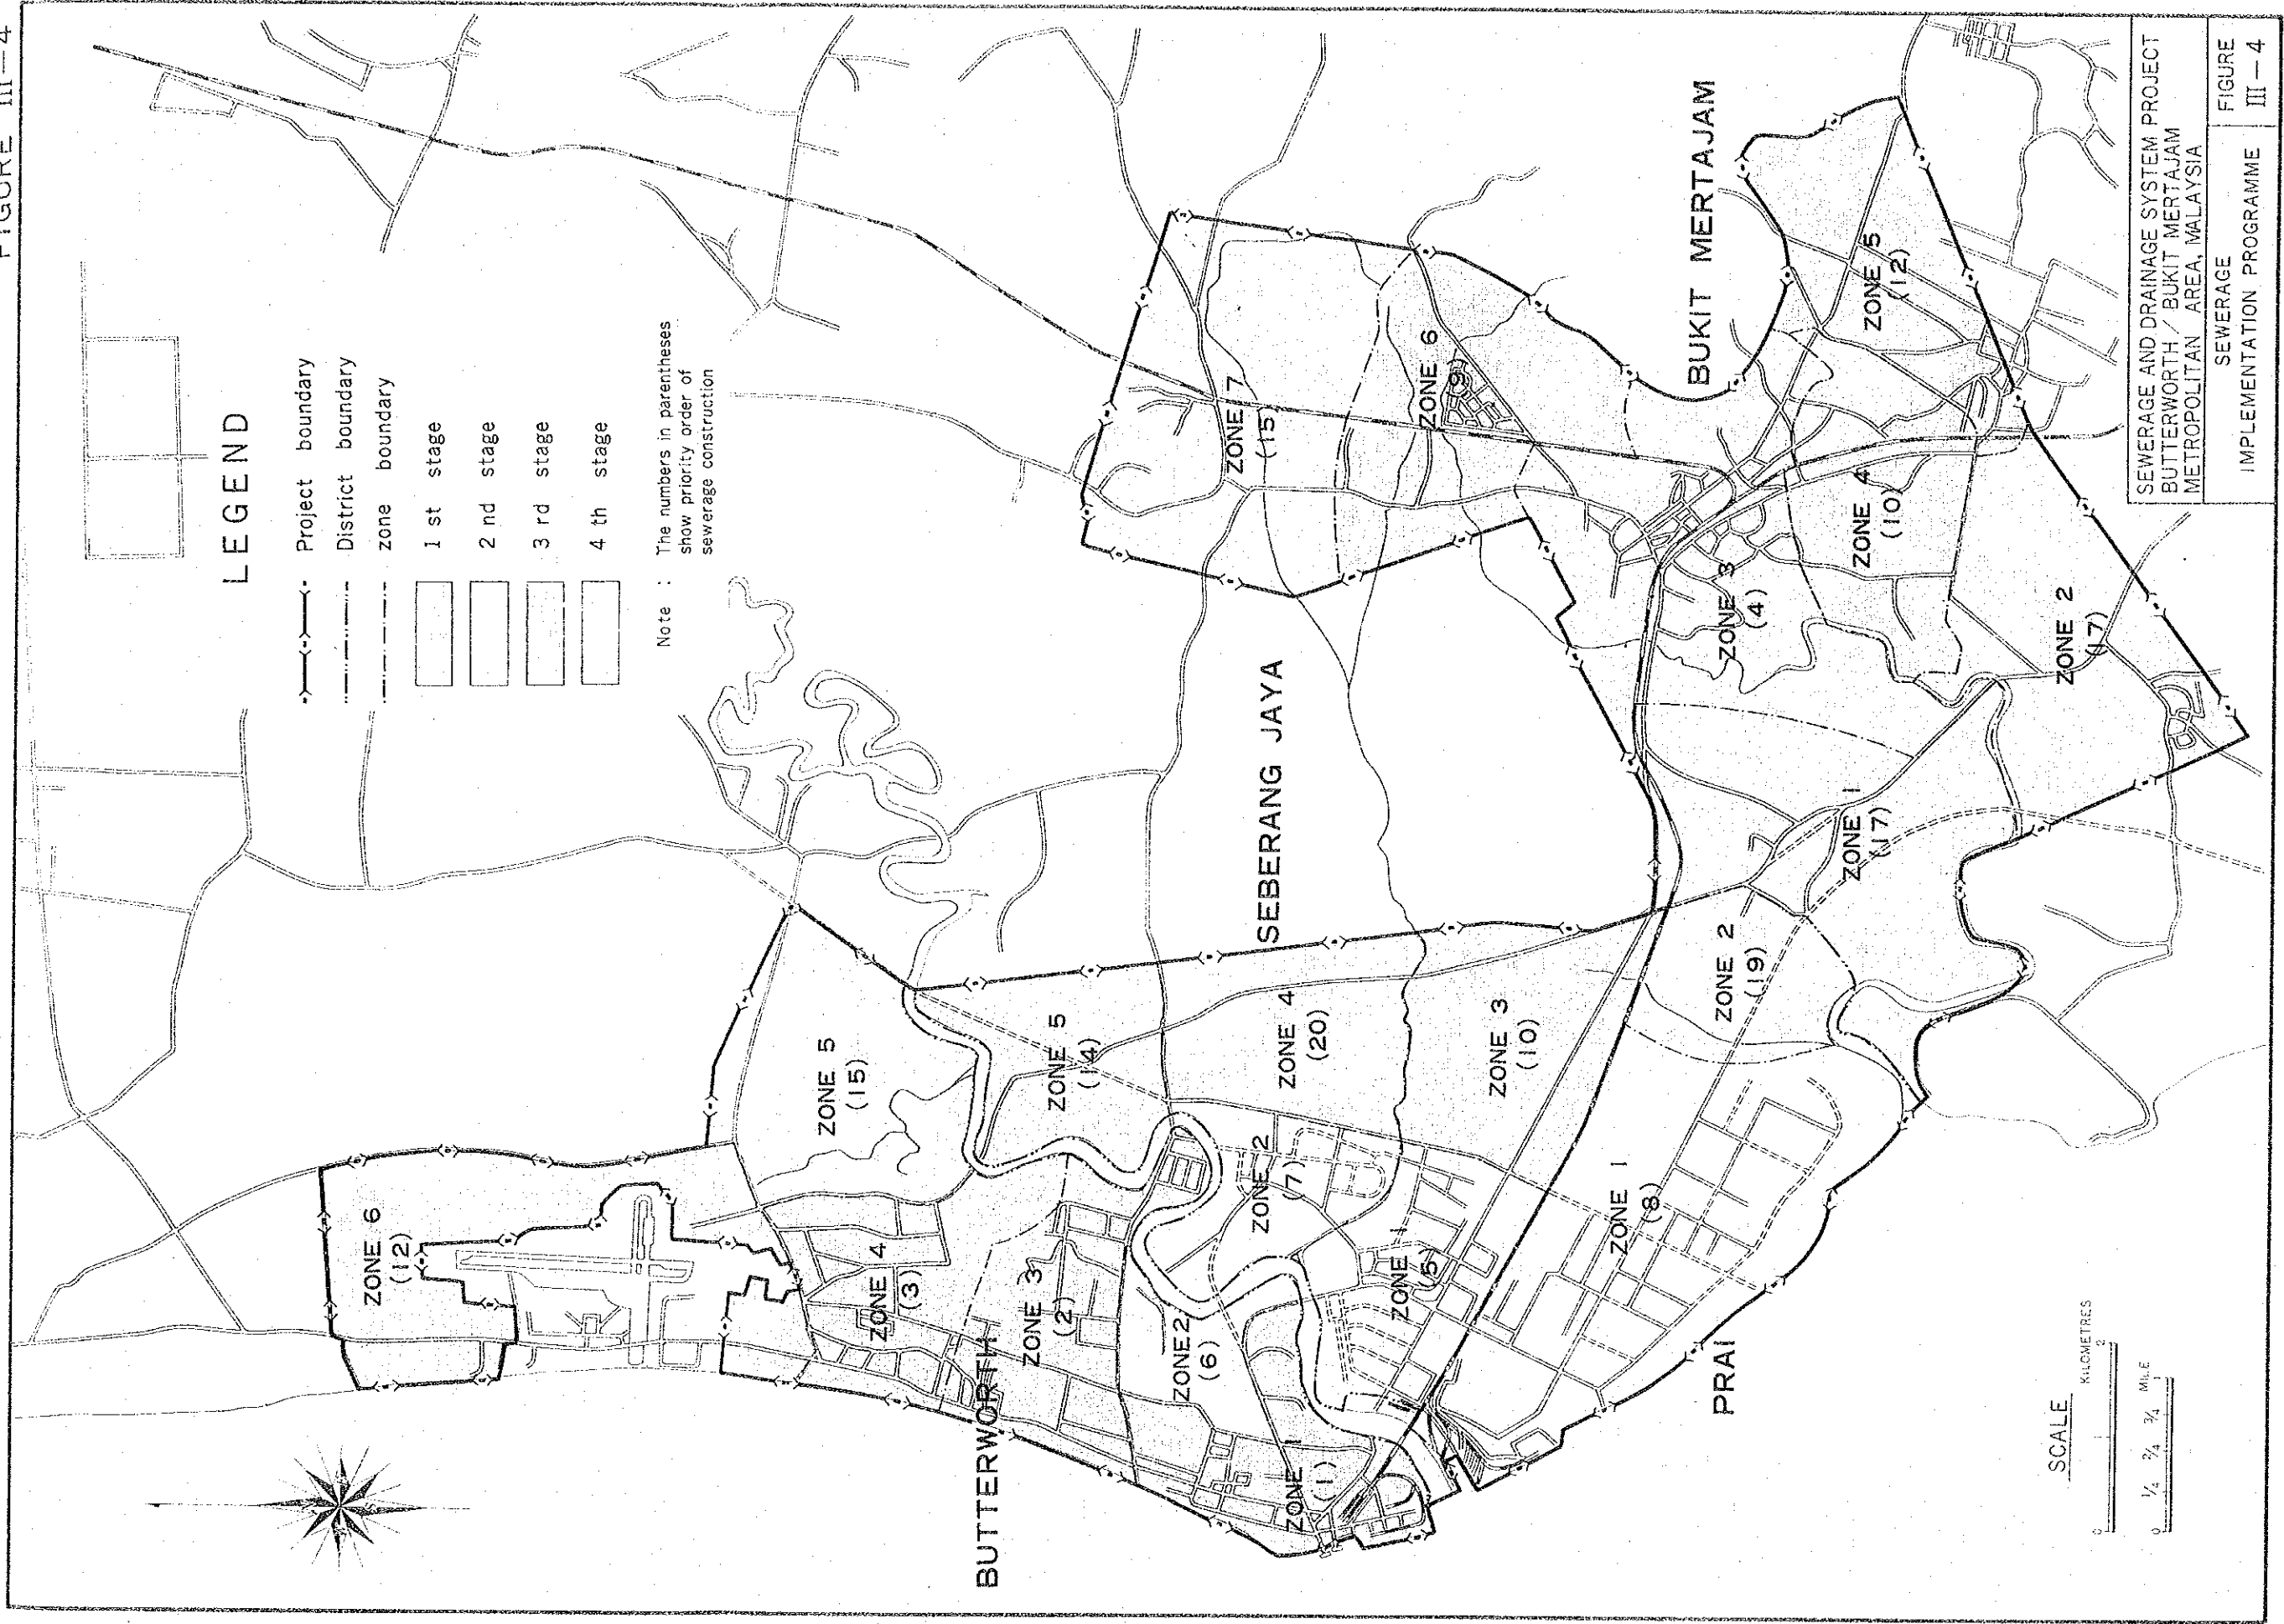 FIGURE III-4
LEGEND
Project boundary
District boundary
zone boundary
1 st stage
2 nd stage
3 rd stage
4 th stage
Note : The numbers in parentheses
show priority order of
sewerage construction
ZONE 6
(12)
ZONE 5
(15)
ZONE 4
(3)
ZONE 3
(2)
ZONE 2
(6)
ZONE 1
(1)
BUTTERWORTH
ZONE 5
(14)
ZONE 4
(20)
ZONE 3
(10)
ZONE 2
(7)
ZONE 1
(5)
SEBERANG JAYA
ZONE 1
(8)
ZONE 2
(19)
PRAI
ZONE 7
(15)
ZONE 6
(9)
BUKIT MERTAJAM
ZONE 5
(12)
ZONE 4
(10)
ZONE 3
(4)
ZONE 2
(17)
ZONE 1
(17)
SCALE
KILOMETRES
0 1 2
0 1/4 2/4 3/4 MILE 1
SEWERAGE AND DRAINAGE SYSTEM PROJECT
BUTTERWORTH / BUKIT MERTAJAM
METROPOLITAN AREA, MALAYSIA
SEWERAGE
IMPLEMENTATION PROGRAMME
FIGURE
III-4